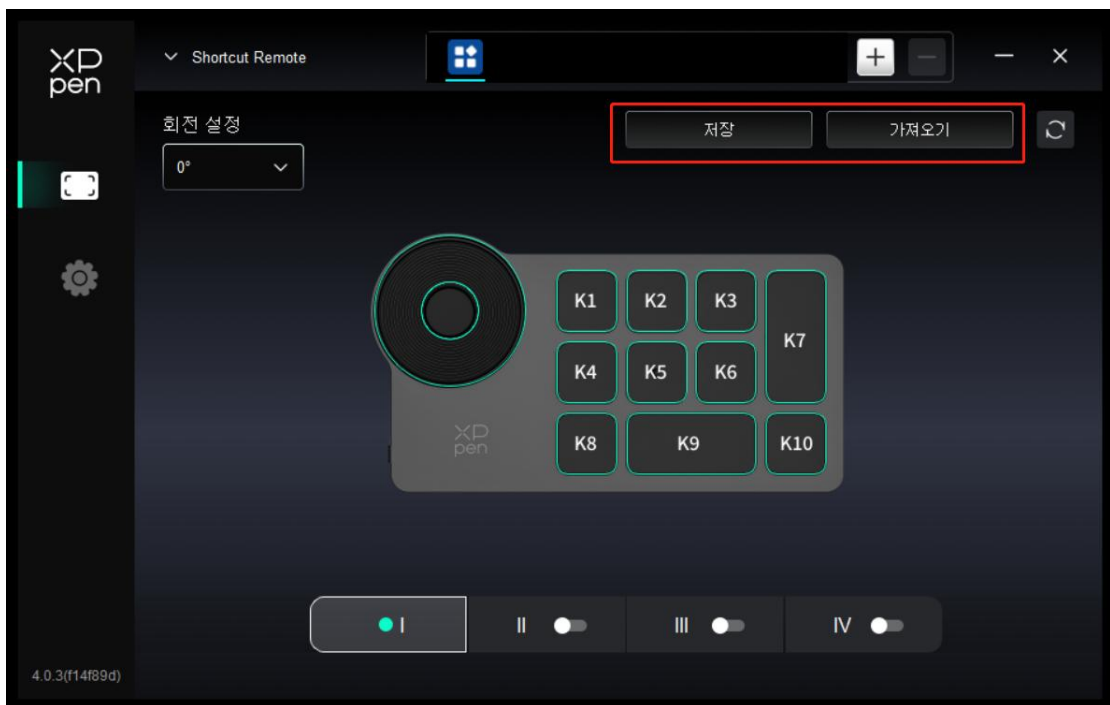 XP
pen
Shortcut Remote
회전 설정
저장
가져오기
0°
K1
K2
K3
K7
K4
K5
K6
K8
K9
K10
XP
pen
I
II
III
IV
4.0.3(f14f89d)